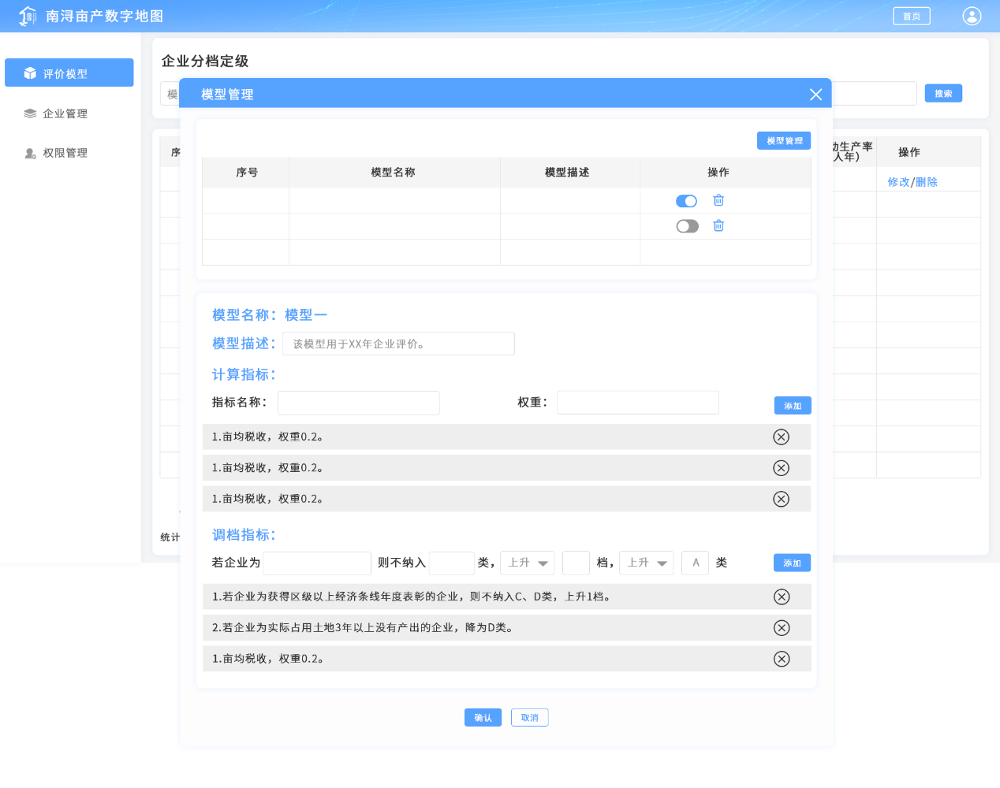 南浔亩产数字地图
首页
评价模型
企业管理
权限管理
企业分档定级
模
搜索
模型管理
模型管理
序号 模型名称 模型描述 操作
序
动生产率
人年）
操作
修改/删除
模型名称：模型一
模型描述：
该模型用于XX年企业评价。
计算指标：
指标名称：
权重：
添加
1.亩均税收，权重0.2。
1.亩均税收，权重0.2。
1.亩均税收，权重0.2。
统计
调档指标：
若企业为 则不纳入 类， 上升 档， 上升 A 类
添加
1.若企业为获得区级以上经济条线年度表彰的企业，则不纳入C、D类，上升1档。
2.若企业为实际占用土地3年以上没有产出的企业，降为D类。
1.亩均税收，权重0.2。
确认
取消